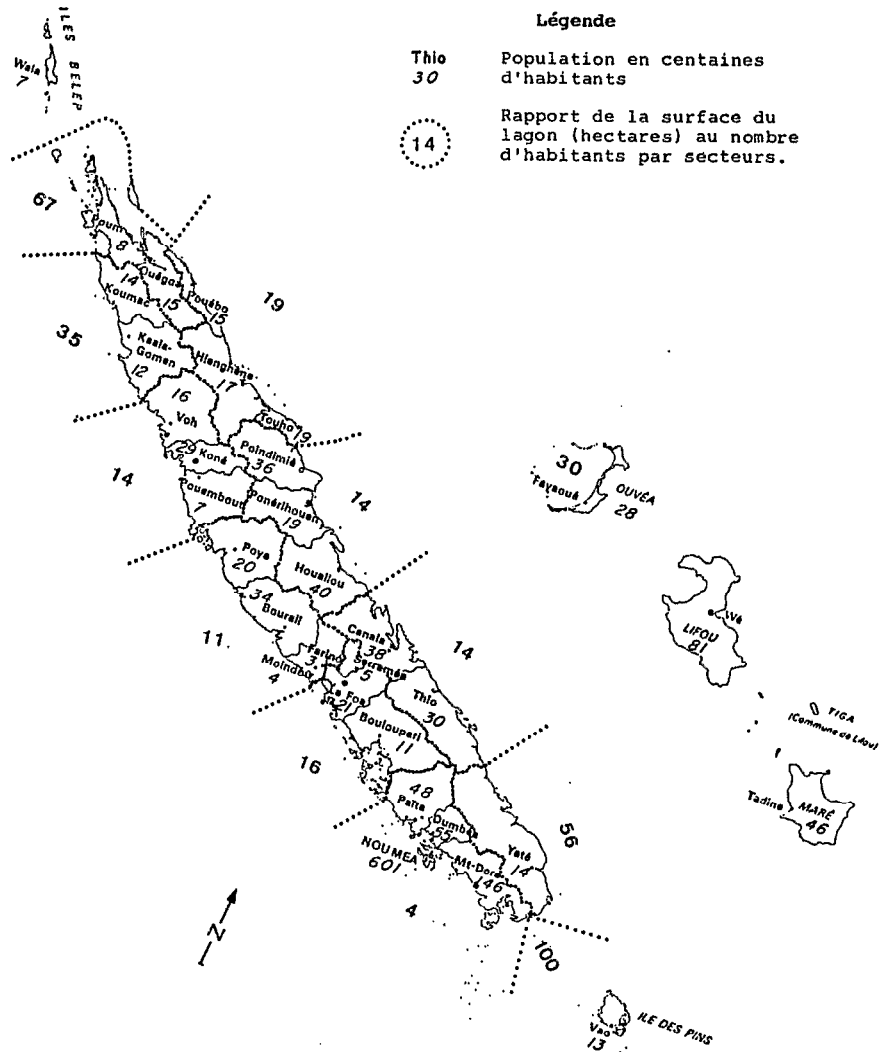 Légende
Thio
30
Population en centaines
d'habitants
14
Rapport de la surface du
lagon (hectares) au nombre
d'habitants par secteurs.
ILES BELEP
Wala
7
67
Poum
8
14
Koumac
Ouégoa
15
Pouébo
15
19
35
Kaala-
Gomen
12
Hienghène
17
16
Voh
Touho
19
29
Koné
Poindimié
36
14
Pouembout
7
Ponérihouen
19
14
Poya
20
Houaïlou
40
34
Bourail
11
Canala
38
14
Farino
3
Sarraméa
5
Moindou
4
La Foa
21
Thio
30
Boulouparl
11
16
48
Païta
Dumbéa
55
NOUMEA
601
Mt-Dore
146
Yaté
14
56
4
100
N
30
Fayaoué
OUVÉA
28
Wé
LIFOU
81
TIGA
(Commune de Lifou)
Tadine
MARÉ
46
Vao
13
ILE DES PINS